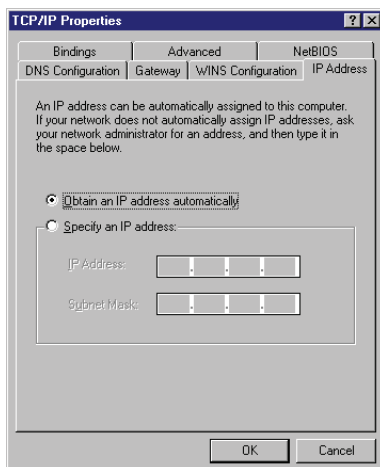 TCP/IP Properties
Bindings Advanced NetBIOS
DNS Configuration Gateway WINS Configuration IP Address
An IP address can be automatically assigned to this computer.
If your network does not automatically assign IP addresses, ask
your network administrator for an address, and then type it in
the space below.
Obtain an IP address automatically
Specify an IP address:
IP Address:
Subnet Mask:
OK Cancel